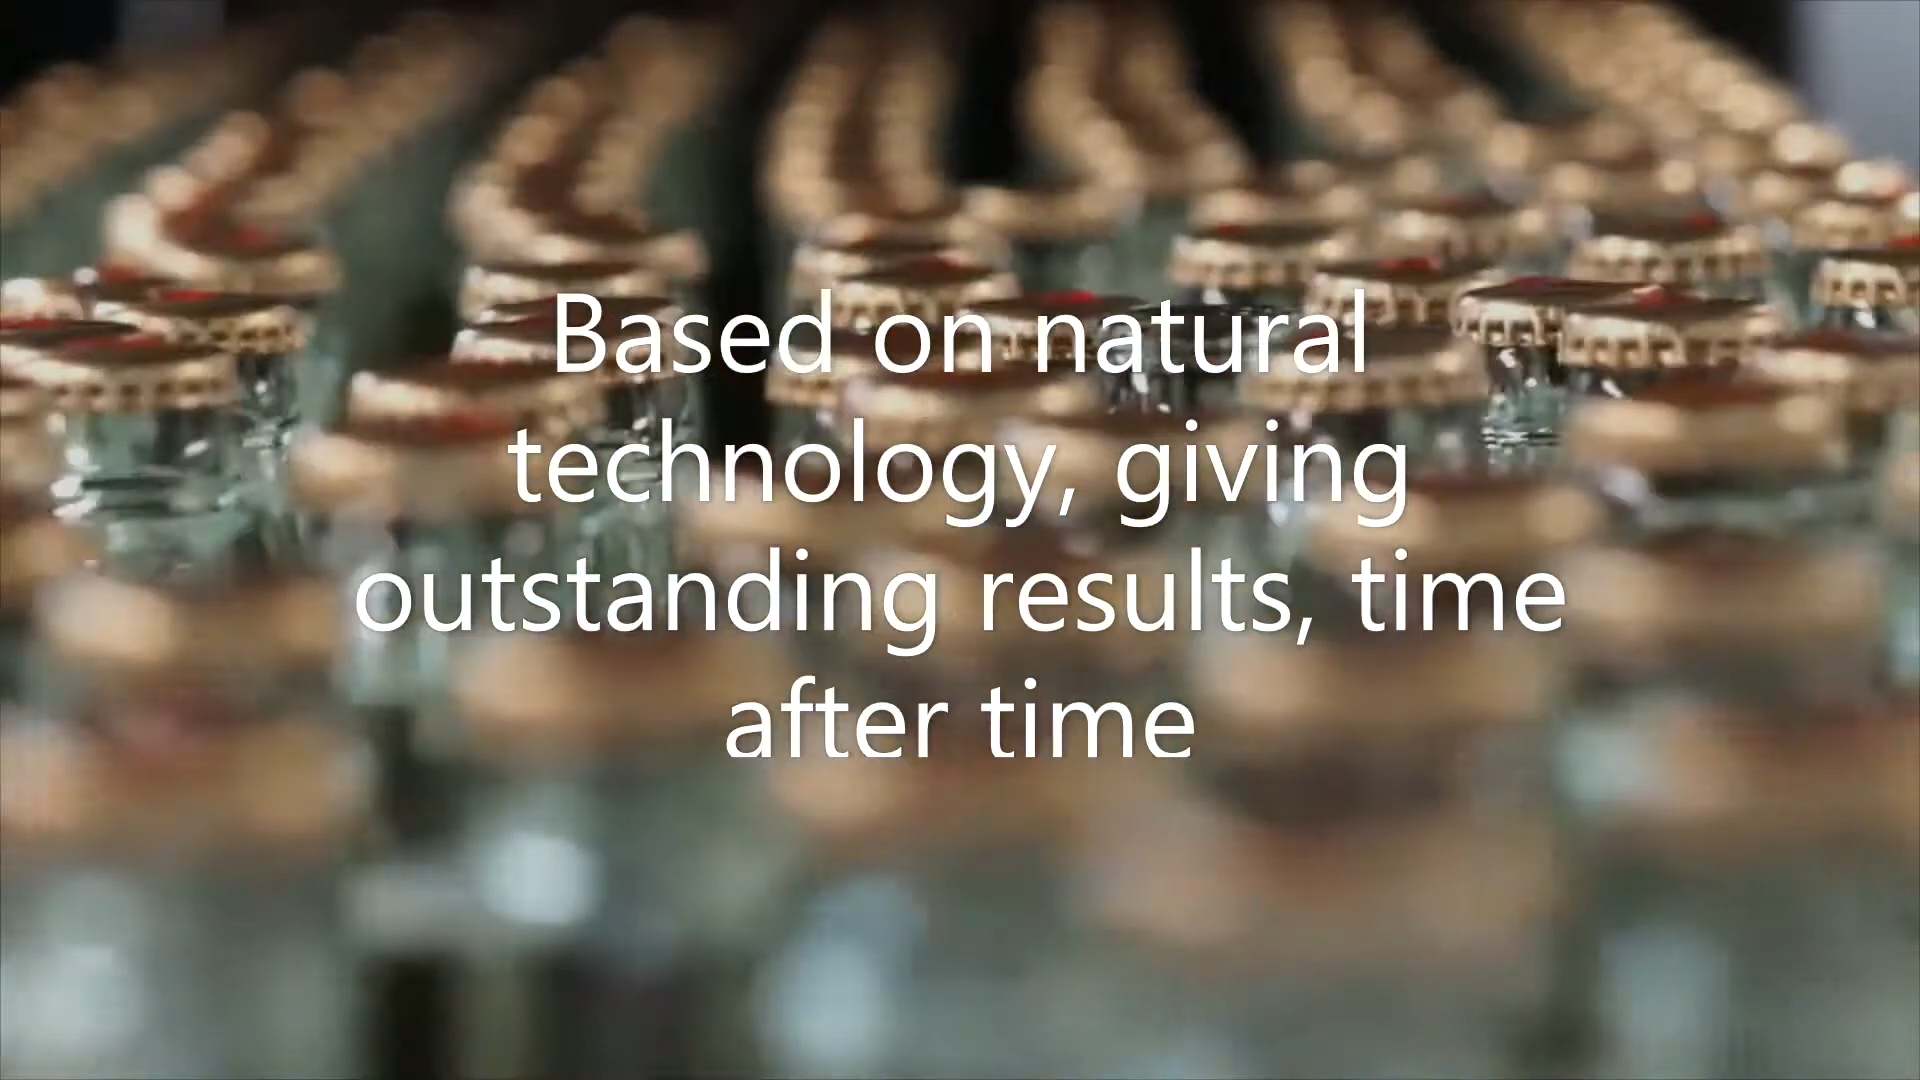 Based on natural
technology, giving
outstanding results, time
after time